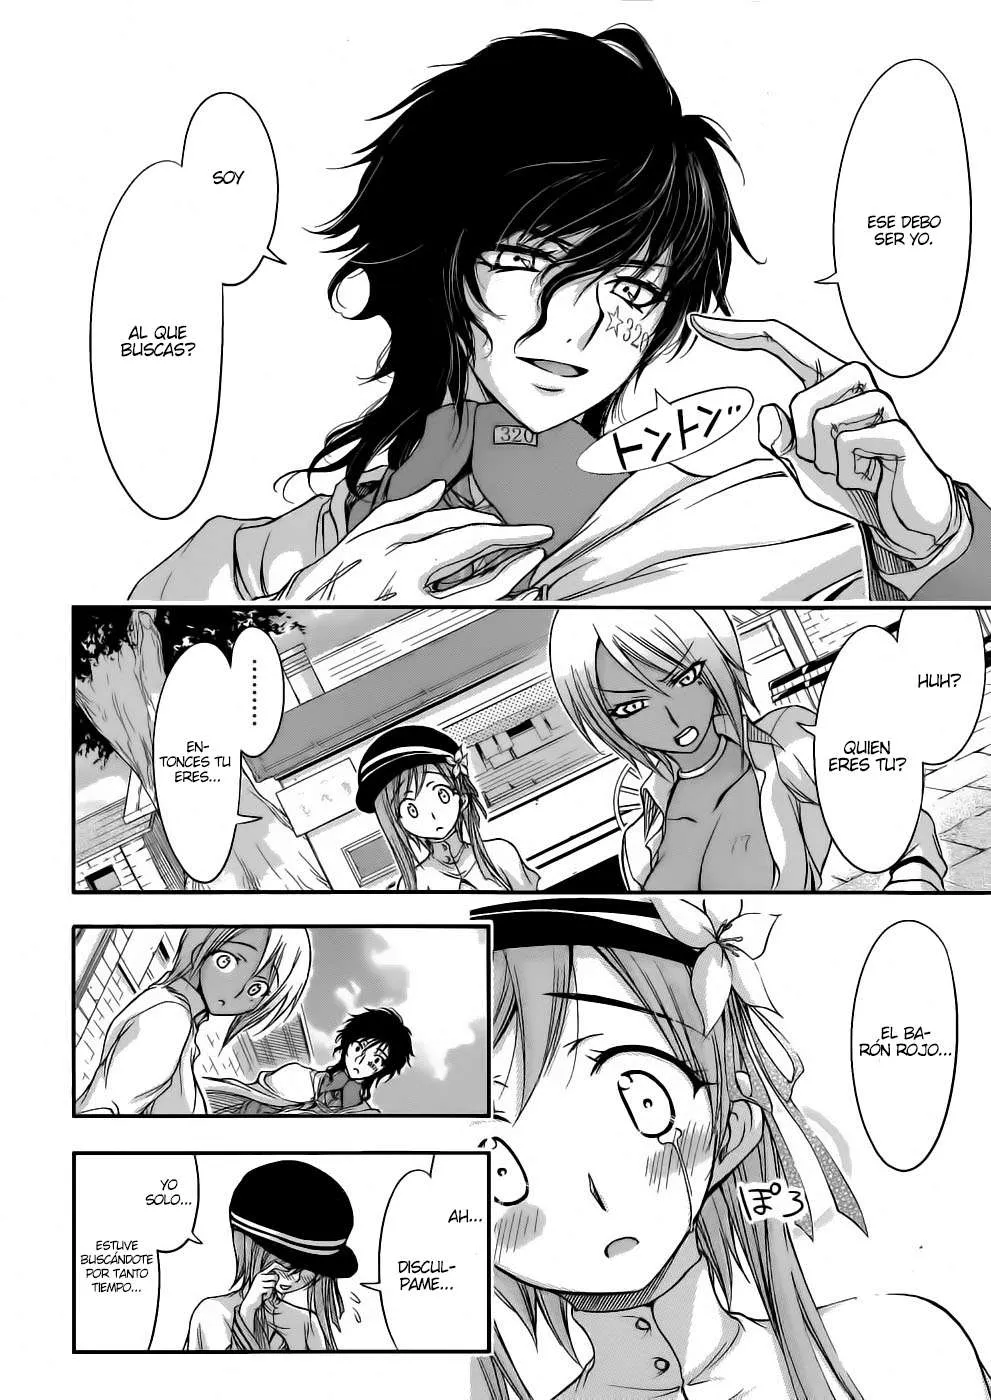 ESE DEBO
SER YO.
SOY
AL QUE
BUSCAS?
★320
320
トントン
HUH?
QUIEN
ERES TU?
........
EN-
TONCES TU
ERES...
EL BA-
RÓN ROJO...
ぽろ
AH...
DISCUL-
PAME...
YO
SOLO...
ESTUVE
BUSCÁNDOTE
POR TANTO
TIEMPO...